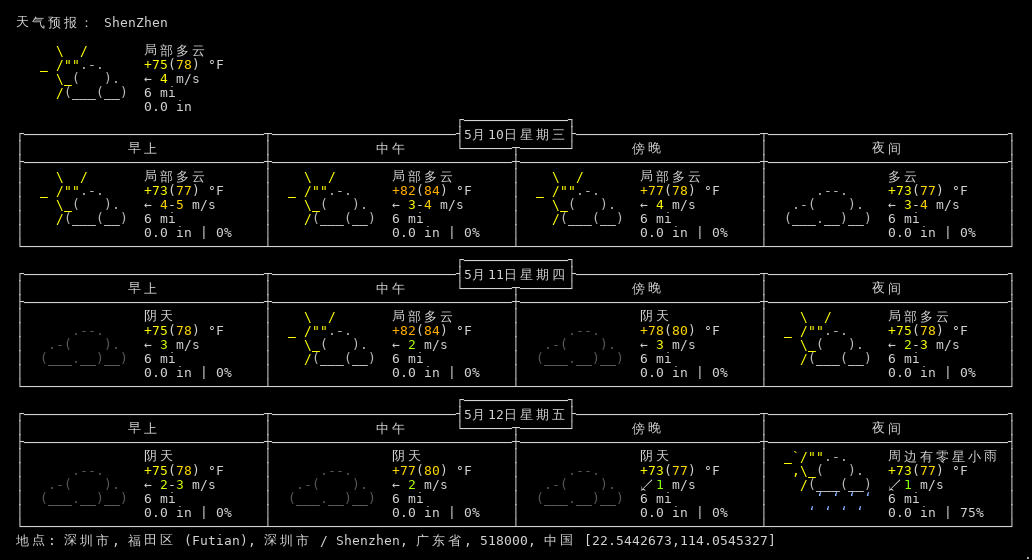 天气预报： ShenZhen
局部多云
+75(78) °F
← 4 m/s
6 mi
0.0 in
5月10日星期三
早上 中午 傍晚 夜间
局部多云 局部多云 局部多云 多云
+73(77) °F +82(84) °F +77(78) °F +73(77) °F
← 4-5 m/s ← 3-4 m/s ← 4 m/s ← 3-4 m/s
6 mi 6 mi 6 mi 6 mi
0.0 in | 0% 0.0 in | 0% 0.0 in | 0% 0.0 in | 0%
5月11日星期四
早上 中午 傍晚 夜间
阴天 局部多云 阴天 局部多云
+75(78) °F +82(84) °F +78(80) °F +75(78) °F
← 3 m/s ← 2 m/s ← 3 m/s ← 2-3 m/s
6 mi 6 mi 6 mi 6 mi
0.0 in | 0% 0.0 in | 0% 0.0 in | 0% 0.0 in | 0%
5月12日星期五
早上 中午 傍晚 夜间
阴天 阴天 阴天 周边有零星小雨
+75(78) °F +77(80) °F +73(77) °F +73(77) °F
← 2-3 m/s ← 2 m/s ↙ 1 m/s ↙ 1 m/s
6 mi 6 mi 6 mi 6 mi
0.0 in | 0% 0.0 in | 0% 0.0 in | 0% 0.0 in | 75%
地点: 深圳市, 福田区 (Futian), 深圳市 / Shenzhen, 广东省, 518000, 中国 [22.5442673,114.0545327]